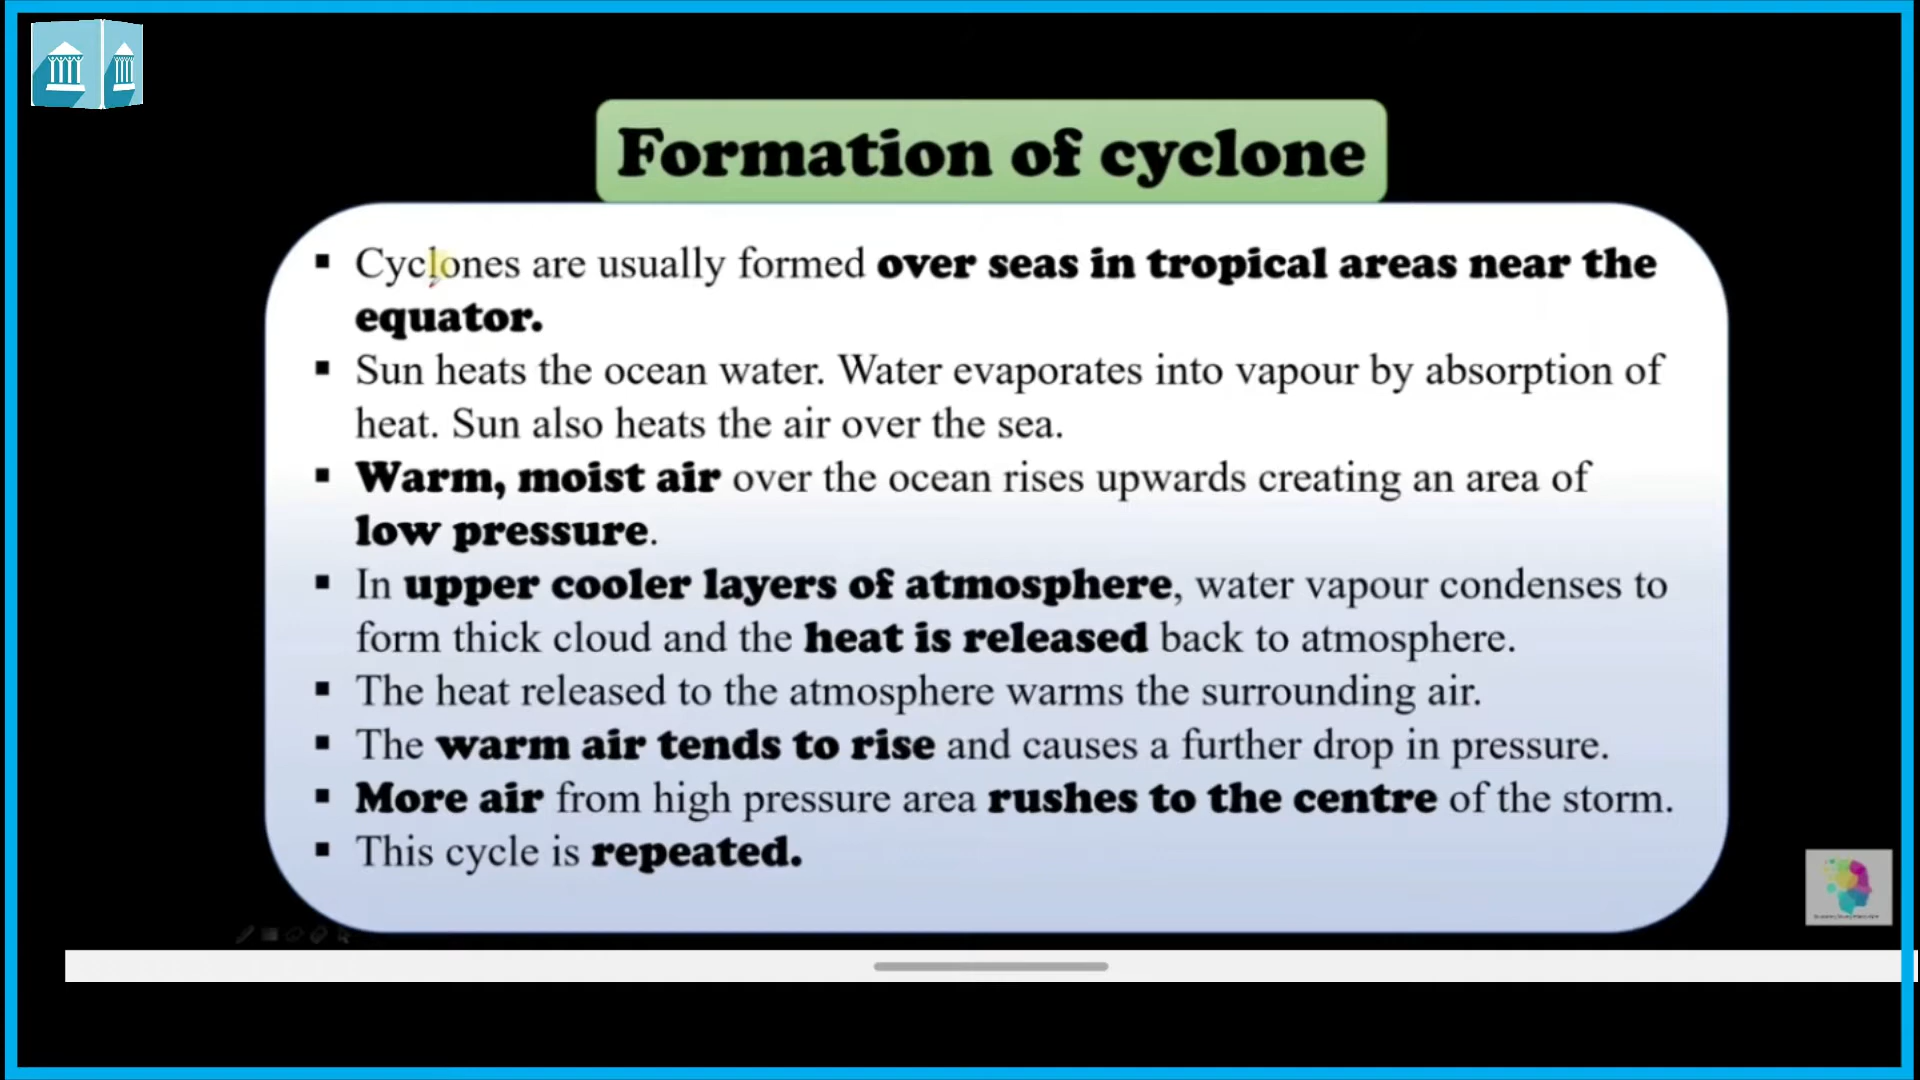 Formation of cyclone
▪ Cyclones are usually formed over seas in tropical areas near the
equator.
▪ Sun heats the ocean water. Water evaporates into vapour by absorption of
heat. Sun also heats the air over the sea.
▪ Warm, moist air over the ocean rises upwards creating an area of
low pressure.
▪ In upper cooler layers of atmosphere, water vapour condenses to
form thick cloud and the heat is released back to atmosphere.
▪ The heat released to the atmosphere warms the surrounding air.
▪ The warm air tends to rise and causes a further drop in pressure.
▪ More air from high pressure area rushes to the centre of the storm.
▪ This cycle is repeated.